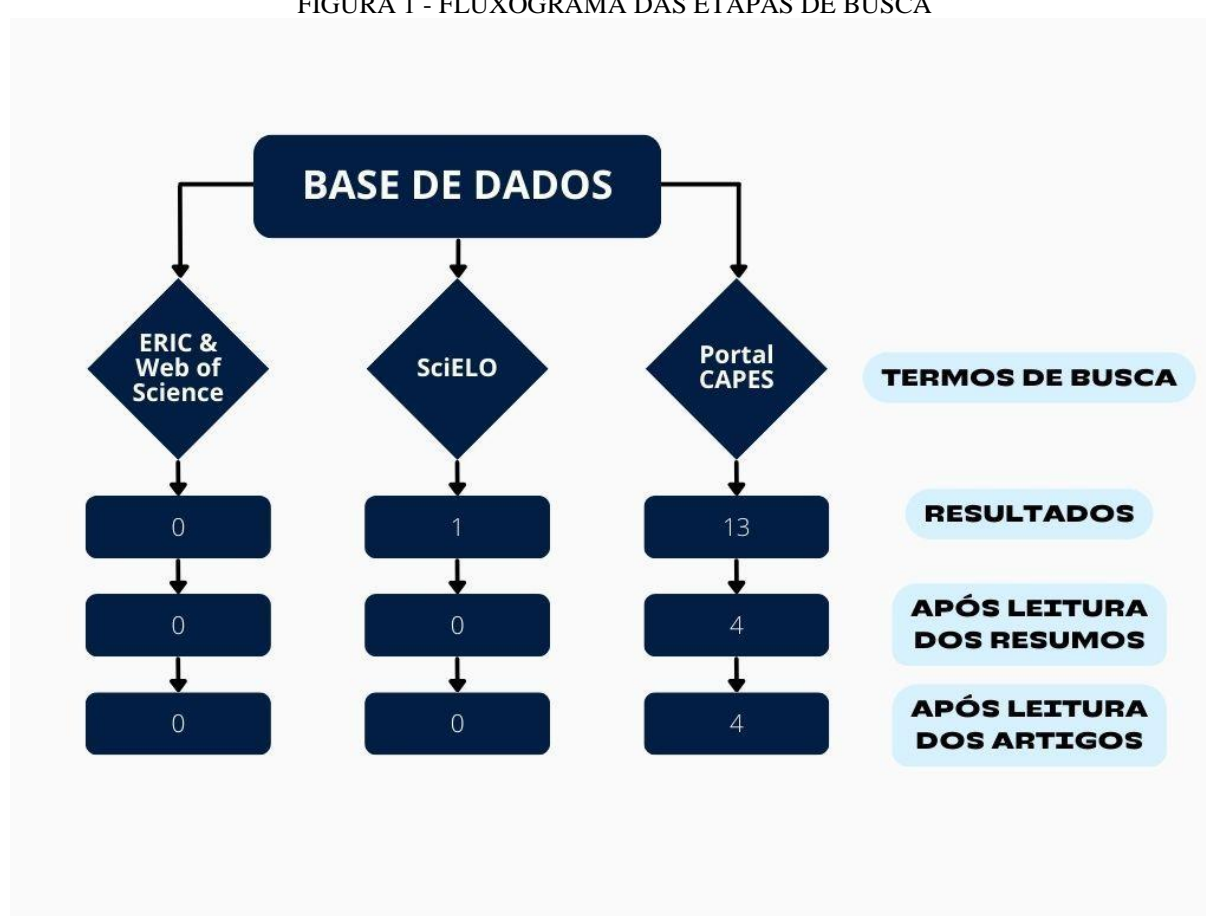 FIGURA 1 - FLUXOGRAMA DAS ETAPAS DE BUSCA
BASE DE DADOS
ERIC &
Web of
Science
SciELO
Portal
CAPES
TERMOS DE BUSCA
0
1
13
RESULTADOS
0
0
4
APÓS LEITURA
DOS RESUMOS
0
0
4
APÓS LEITURA
DOS ARTIGOS